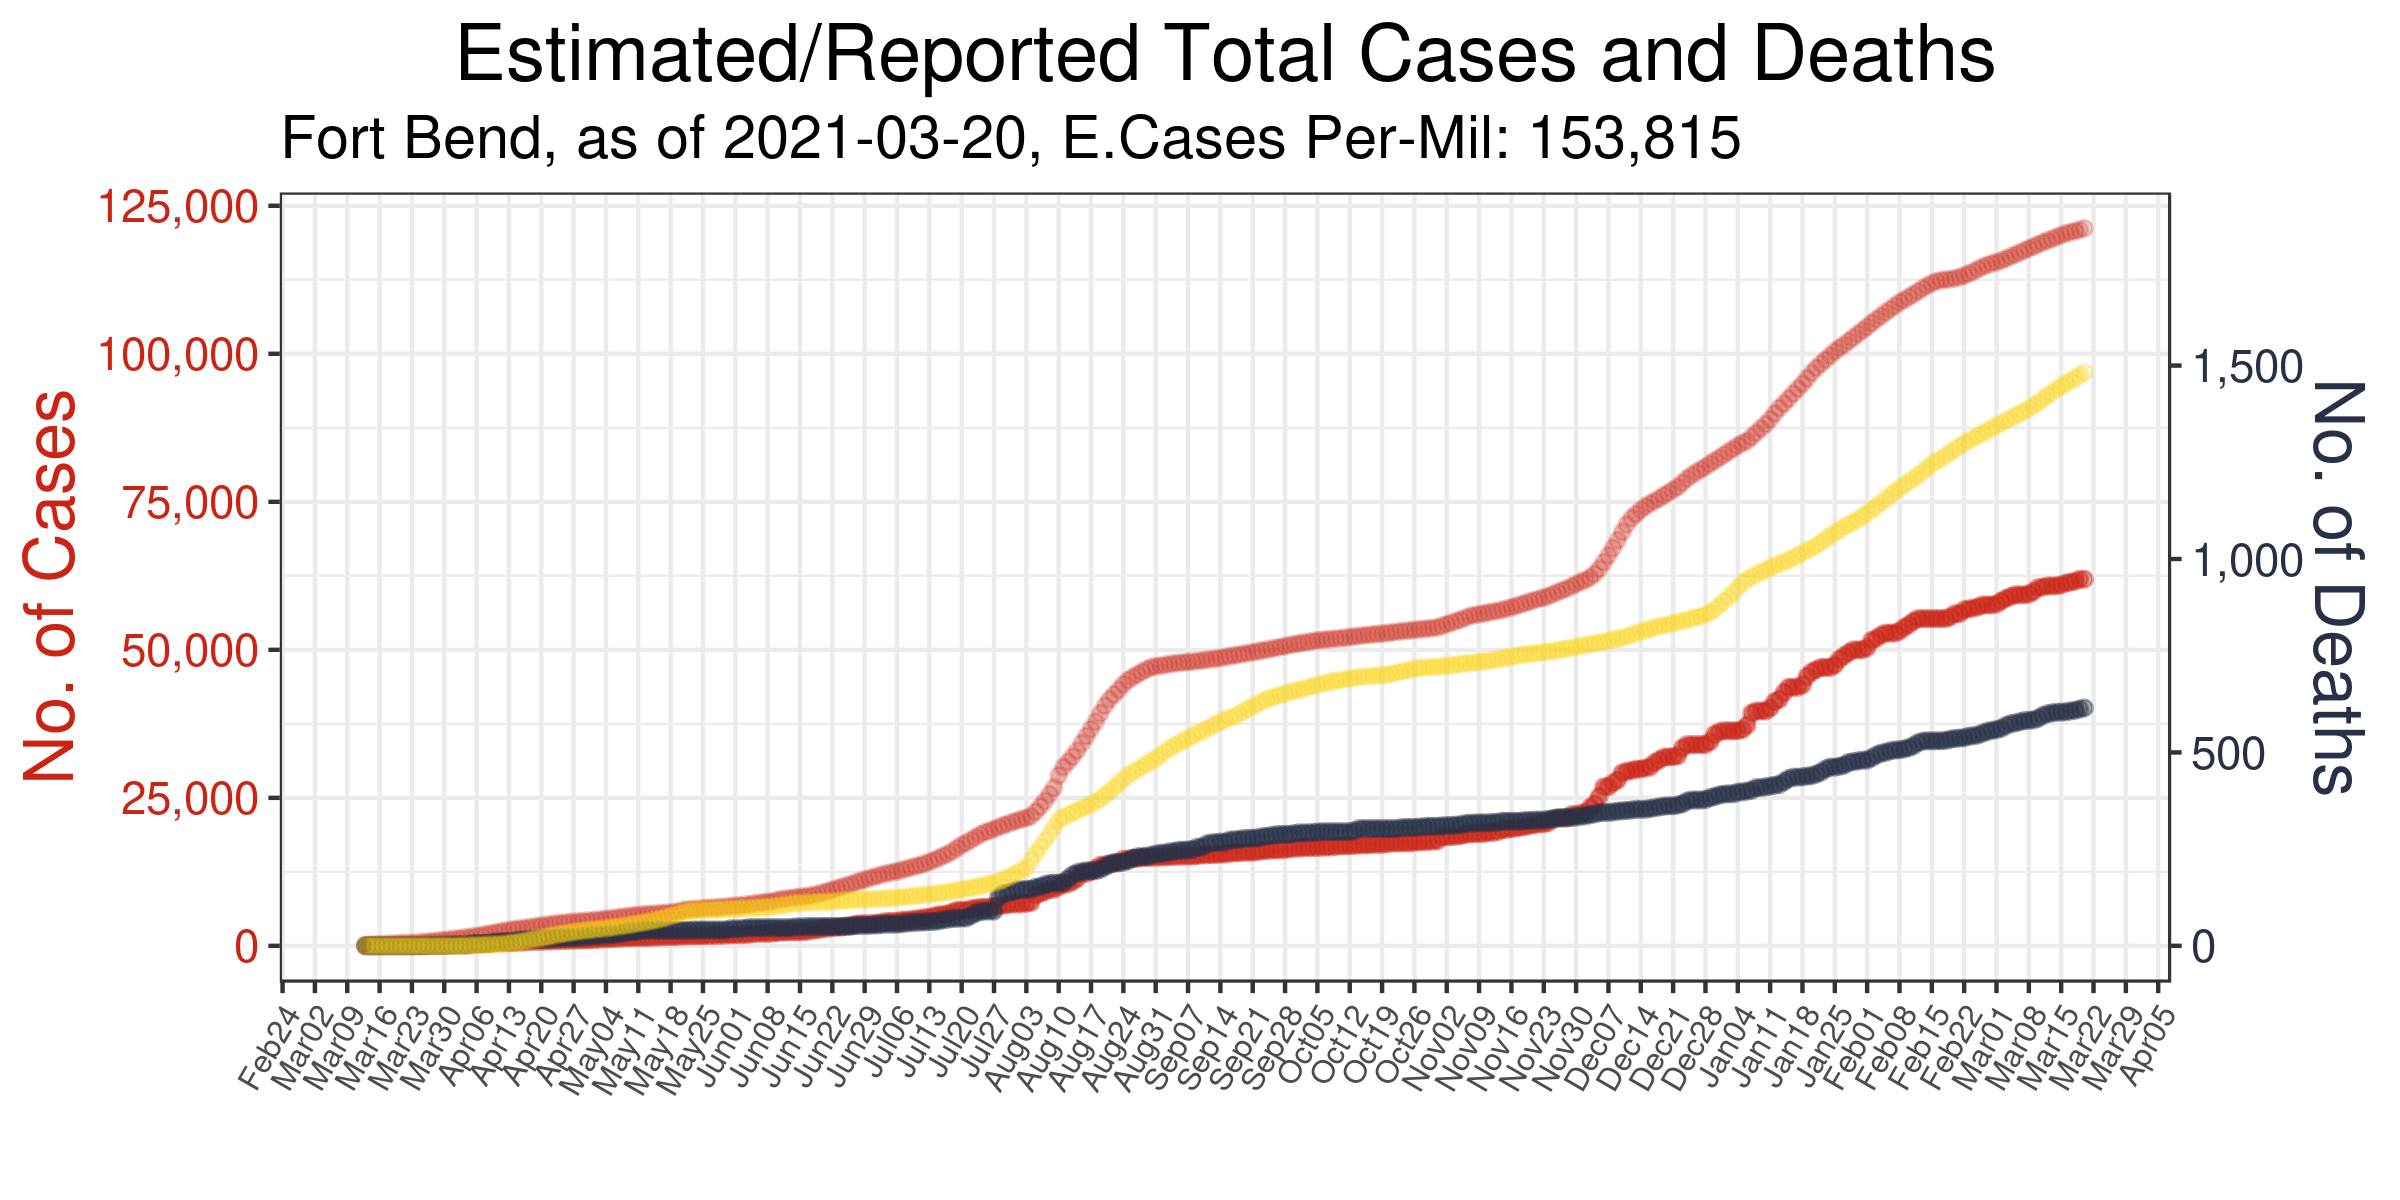 Estimated/Reported Total Cases and Deaths
Fort Bend, as of 2021-03-20, E.Cases Per-Mil: 153,815
No. of Cases
125,000
100,000
75,000
50,000
25,000
0
1,500
1,000
500
0
No. of Deaths
Feb24
Mar02
Mar09
Mar16
Mar23
Mar30
Apr06
Apr13
Apr20
Apr27
May04
May11
May18
May25
Jun01
Jun08
Jun15
Jun22
Jun29
Jul06
Jul13
Jul20
Jul27
Aug03
Aug10
Aug17
Aug24
Aug31
Sep07
Sep14
Sep21
Sep28
Oct05
Oct12
Oct19
Oct26
Nov02
Nov09
Nov16
Nov23
Nov30
Dec07
Dec14
Dec21
Dec28
Jan04
Jan11
Jan18
Jan25
Feb01
Feb08
Feb15
Feb22
Mar01
Mar08
Mar15
Mar22
Mar29
Apr05